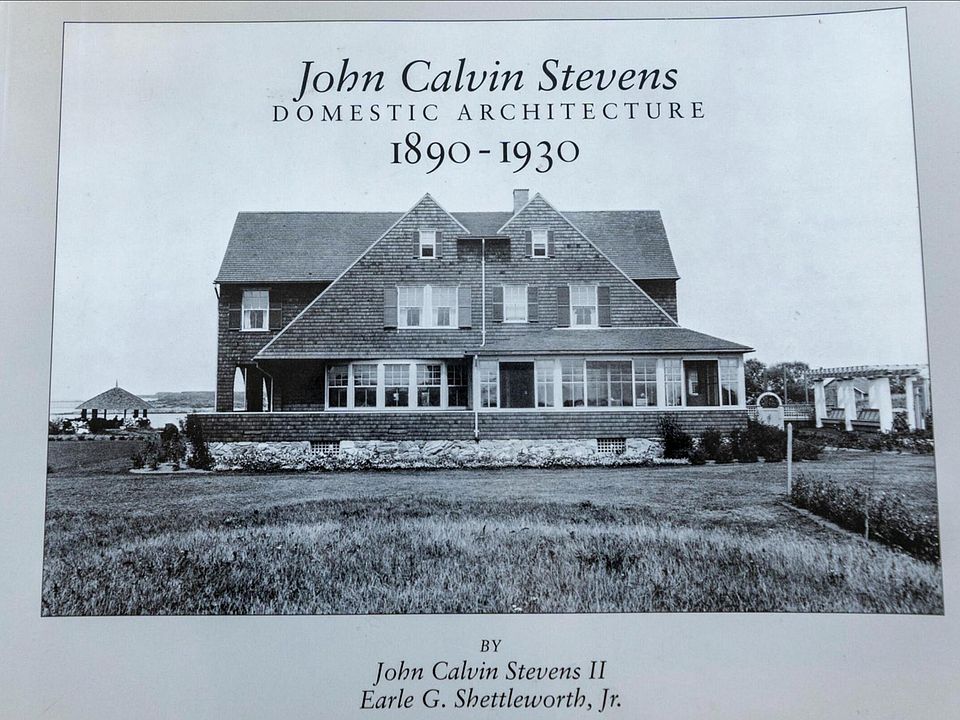 John Calvin Stevens
DOMESTIC ARCHITECTURE
1890-1930
BY
John Calvin Stevens II
Earle G. Shettleworth, Jr.